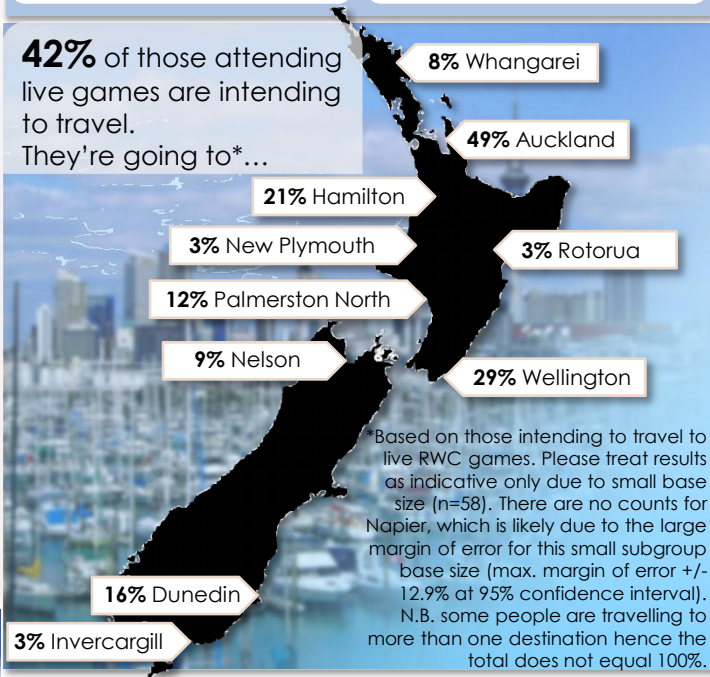 42% of those attending
live games are intending
to travel.
They're going to*...
8% Whangarei
49% Auckland
21% Hamilton
3% New Plymouth
3% Rotorua
12% Palmerston North
9% Nelson
29% Wellington
*Based on those intending to travel to
live RWC games. Please treat results
as indicative only due to small base
size (n=58). There are no counts for
Napier, which is likely due to the large
margin of error for this small subgroup
base size (max. margin of error +/-
12.9% at 95% confidence interval).
N.B. some people are travelling to
more than one destination hence the
total does not equal 100%.
16% Dunedin
3% Invercargill